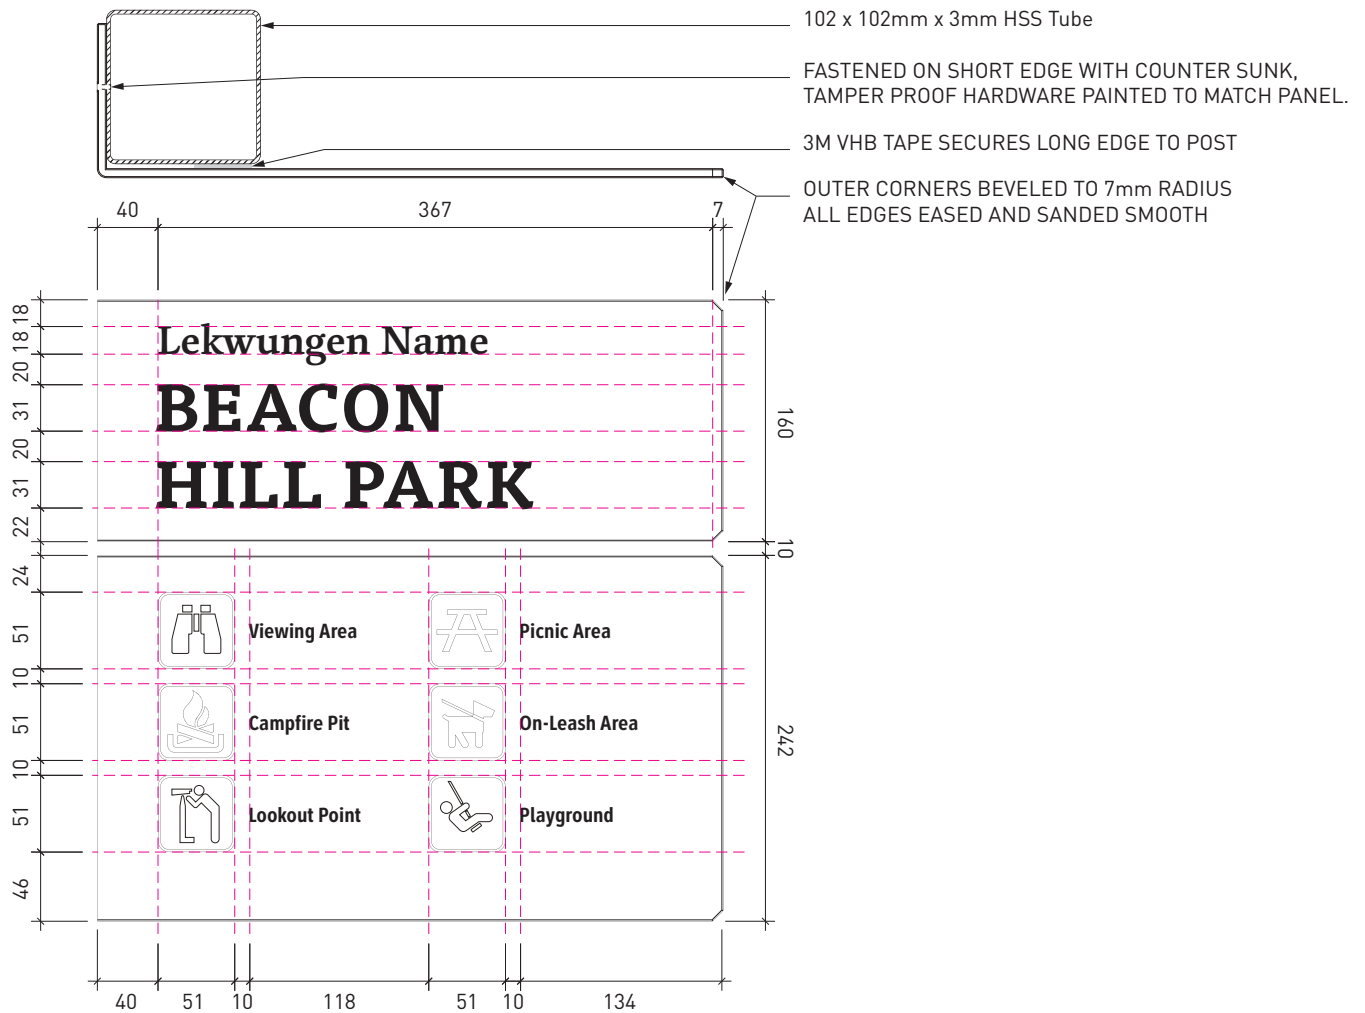 102 x 102mm x 3mm HSS Tube
FASTENED ON SHORT EDGE WITH COUNTER SUNK,
TAMPER PROOF HARDWARE PAINTED TO MATCH PANEL.
3M VHB TAPE SECURES LONG EDGE TO POST
OUTER CORNERS BEVELED TO 7mm RADIUS
ALL EDGES EASED AND SANDED SMOOTH
40 367 7
18
18
20
31
20
31
22
24
51
10
51
10
51
46
Lekwungen Name
BEACON
HILL PARK
160
10
242
Viewing Area
Picnic Area
Campfire Pit
On-Leash Area
Lookout Point
Playground
40 51 10 118 51 10 134